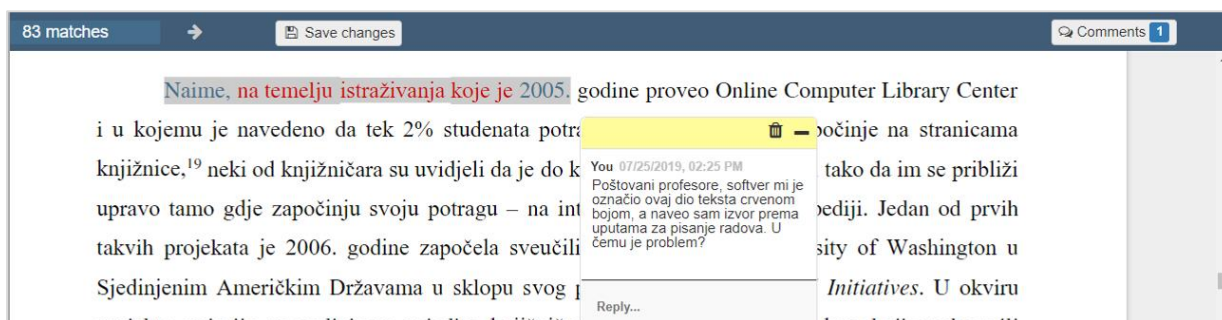 83 matches
Save changes
Comments 1
Naime, na temelju istraživanja koje je 2005. godine proveo Online Computer Library Center
i u kojemu je navedeno da tek 2% studenata potra počinje na stranicama
knjižnice,19 neki od knjižničara su uvidjeli da je do k tako da im se približi
upravo tamo gdje započinju svoju potragu – na int pediji. Jedan od prvih
takvih projekata je 2006. godine započela sveučili sity of Washington u
Sjedinjenim Američkim Državama u sklopu svog p Initiatives. U okviru
You 07/25/2019, 02:25 PM
Poštovani profesore, softver mi je
označio ovaj dio teksta crvenom
bojom, a naveo sam izvor prema
uputama za pisanje radova. U
čemu je problem?
Reply...